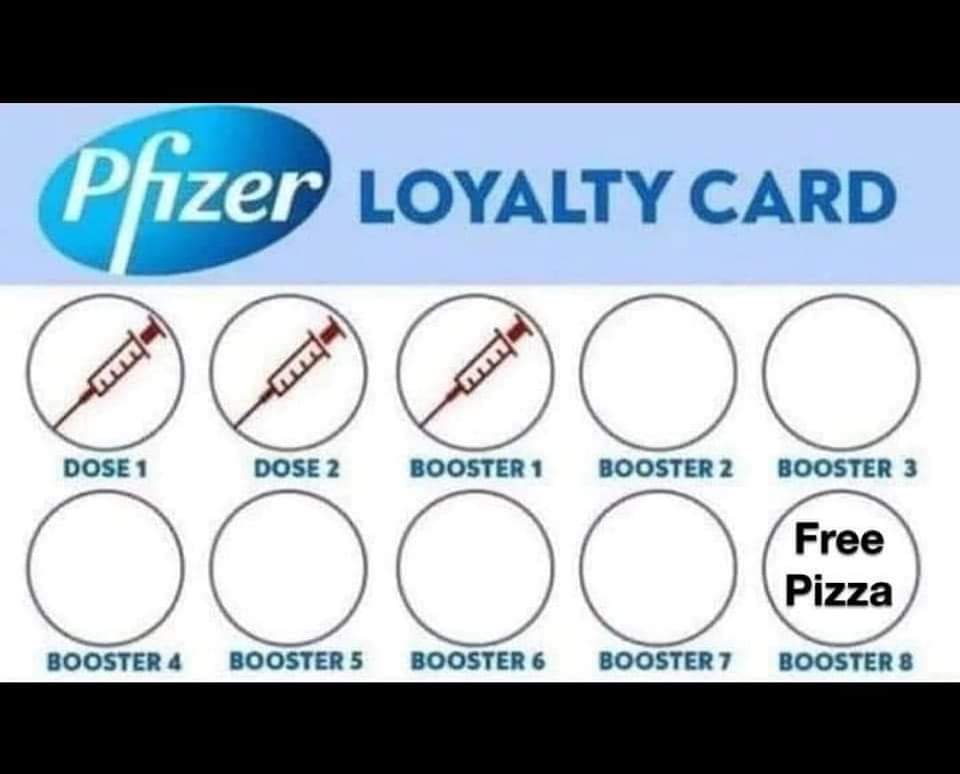 Pfizer LOYALTY CARD
DOSE 1 DOSE 2 BOOSTER 1 BOOSTER 2 BOOSTER 3
Free
Pizza
BOOSTER 4 BOOSTER 5 BOOSTER 6 BOOSTER 7 BOOSTER 8